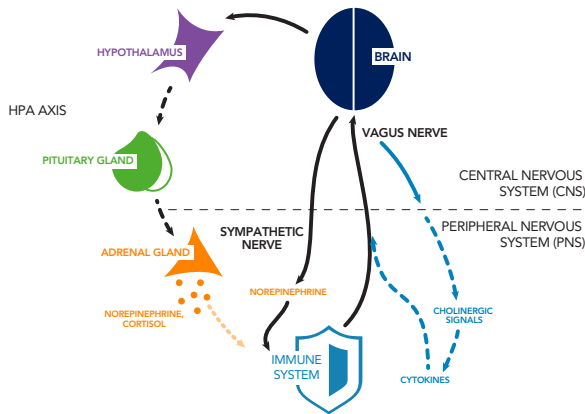 HYPOTHALAMUS
BRAIN
HPA AXIS
VAGUS NERVE
PITUITARY GLAND
CENTRAL NERVOUS
SYSTEM (CNS)
SYMPATHETIC
NERVE
PERIPHERAL NERVOUS
SYSTEM (PNS)
ADRENAL GLAND
NOREPINEPHRINE
NOREPINEPHRINE,
CORTISOL
CHOLINERGIC
SIGNALS
IMMUNE
SYSTEM
CYTOKINES